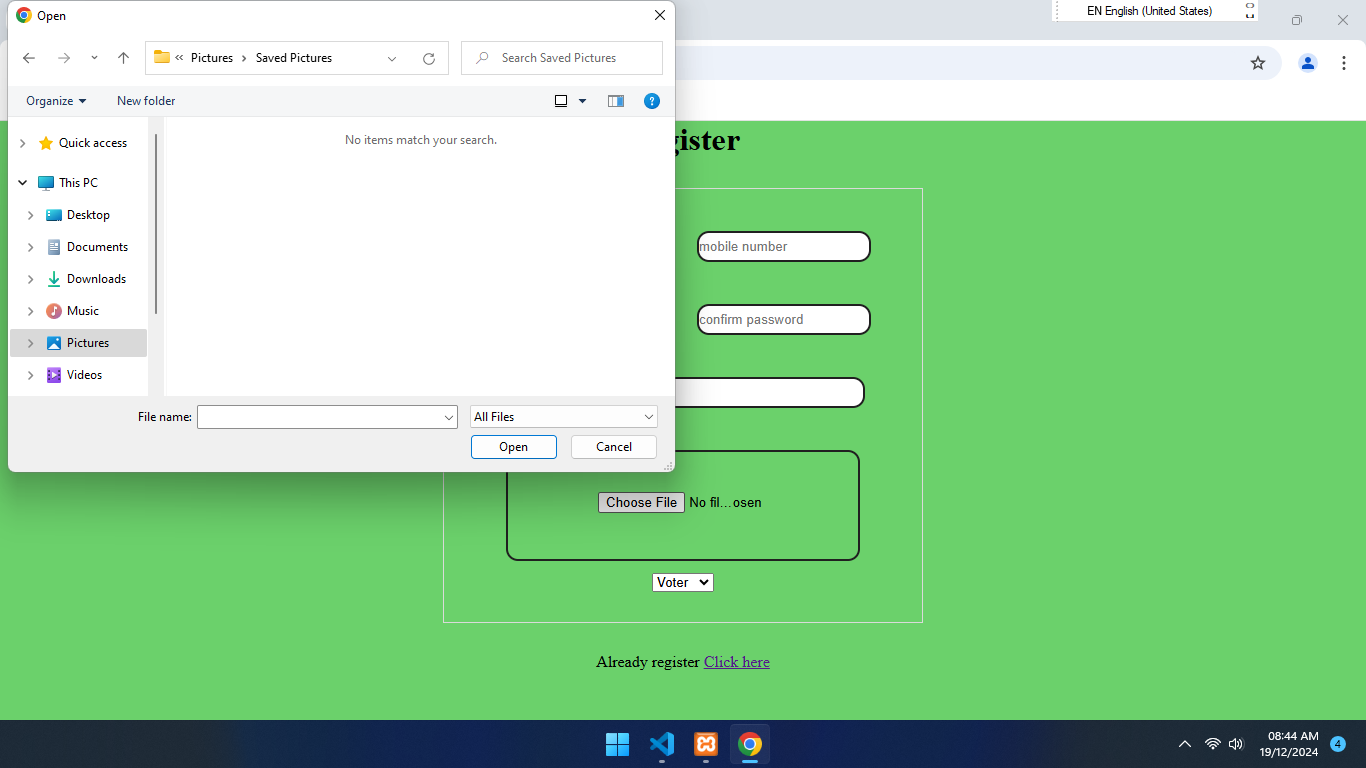 Open
EN English (United States)
Pictures
Saved Pictures
Search Saved Pictures
Organize
New folder
Quick access
This PC
Desktop
Documents
Downloads
Music
Pictures
Videos
No items match your search.
File name:
All Files
Open
Cancel
gister
mobile number
confirm password
Choose File No fil...osen
Voter
Already register Click here
08:44 AM
19/12/2024
4